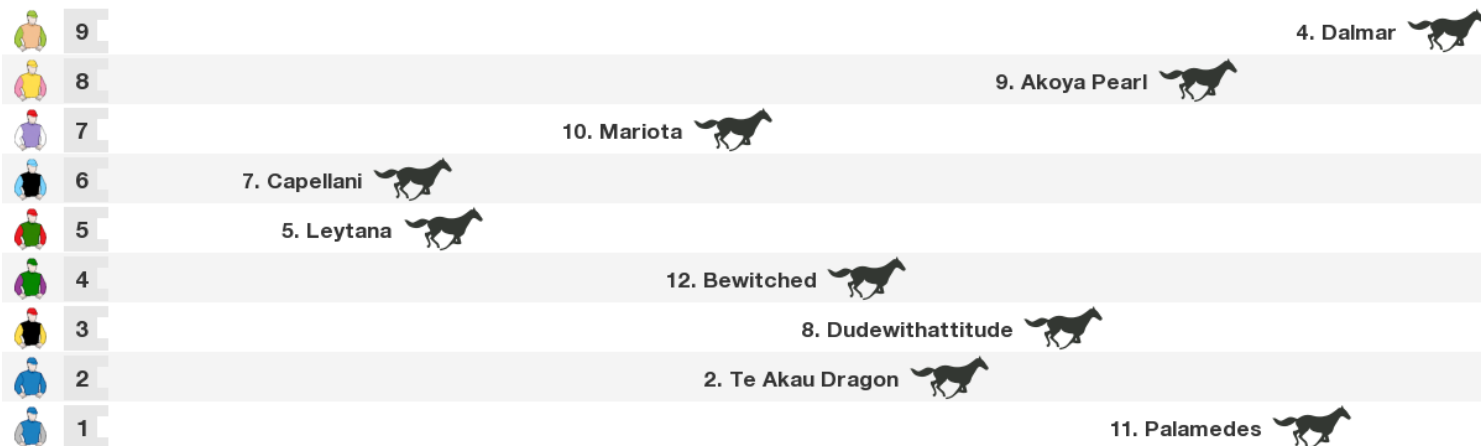 9 4. Dalmar
8 9. Akoya Pearl
7 10. Mariota
6 7. Capellani
5 5. Leytana
4 12. Bewitched
3 8. Dudewithattitude
2 2. Te Akau Dragon
1 11. Palamedes